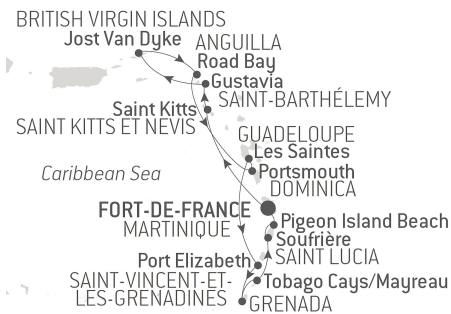 BRITISH VIRGIN ISLANDS
Jost Van Dyke
ANGUILLA
Road Bay
Gustavia
SAINT-BARTHÉLEMY
Saint Kitts
SAINT KITTS ET NEVIS
GUADELOUPE
Les Saintes
Caribbean Sea
Portsmouth
DOMINICA
FORT-DE-FRANCE
MARTINIQUE
Pigeon Island Beach
Soufrière
SAINT LUCIA
Port Elizabeth
SAINT-VINCENT-ET-
LES-GRENADINES
Tobago Cays/Mayreau
GRENADA